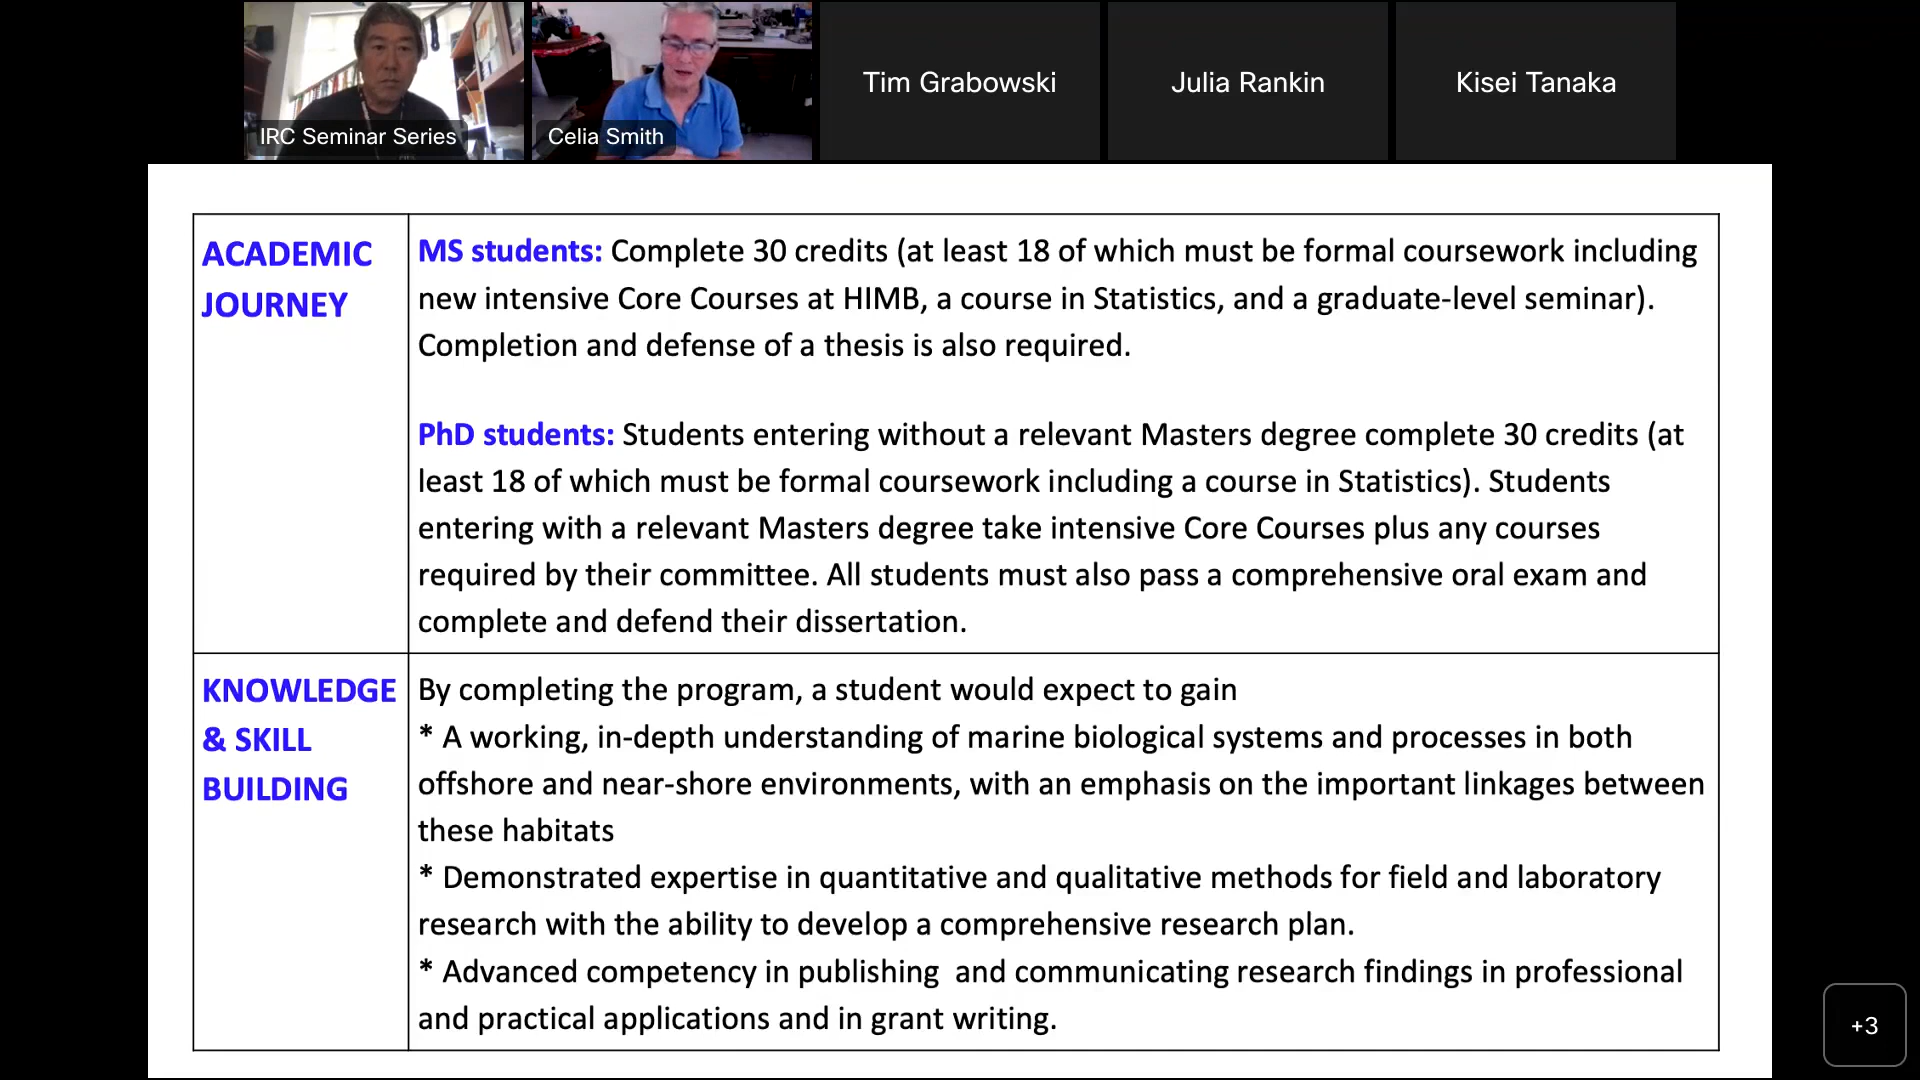 IRC Seminar Series
Celia Smith
Tim Grabowski
Julia Rankin
Kisei Tanaka
ACADEMIC
JOURNEY
MS students: Complete 30 credits (at least 18 of which must be formal coursework including
new intensive Core Courses at HIMB, a course in Statistics, and a graduate-level seminar).
Completion and defense of a thesis is also required.
PhD students: Students entering without a relevant Masters degree complete 30 credits (at
least 18 of which must be formal coursework including a course in Statistics). Students
entering with a relevant Masters degree take intensive Core Courses plus any courses
required by their committee. All students must also pass a comprehensive oral exam and
complete and defend their dissertation.
KNOWLEDGE
& SKILL
BUILDING
By completing the program, a student would expect to gain
* A working, in-depth understanding of marine biological systems and processes in both
offshore and near-shore environments, with an emphasis on the important linkages between
these habitats
* Demonstrated expertise in quantitative and qualitative methods for field and laboratory
research with the ability to develop a comprehensive research plan.
* Advanced competency in publishing  and communicating research findings in professional
and practical applications and in grant writing.
+3